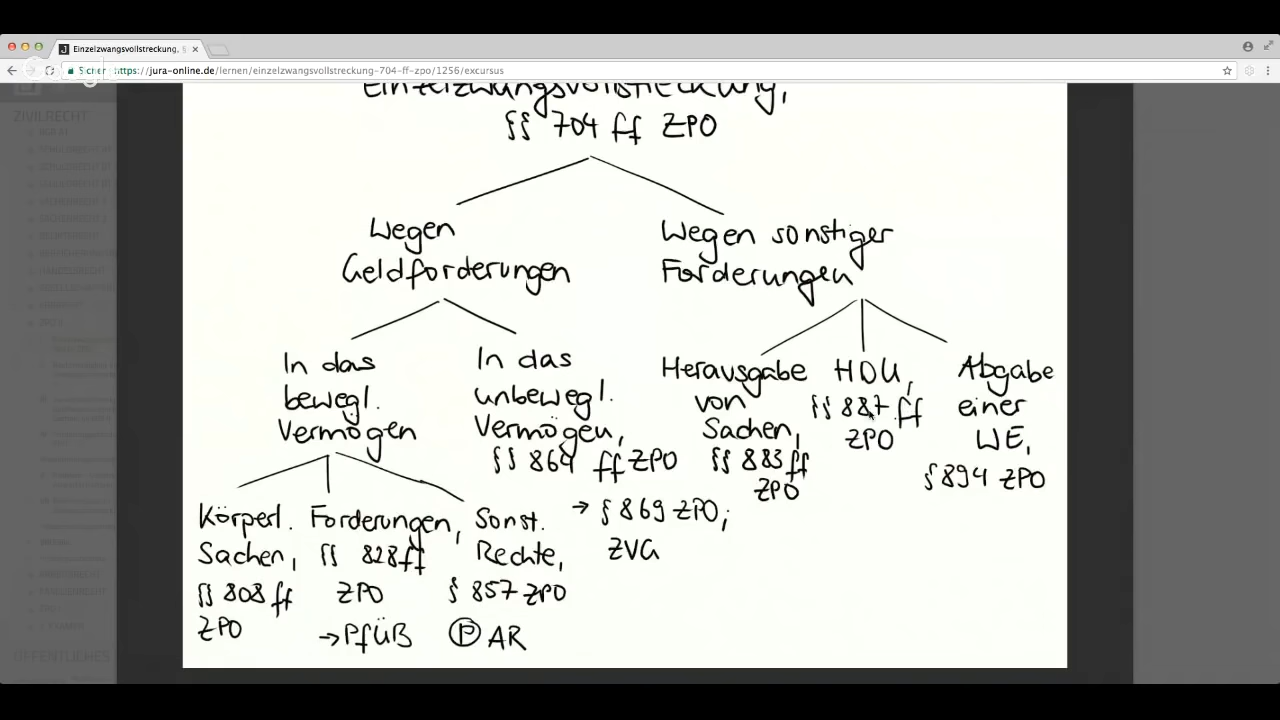 Einzelzwangsvollstreckung, §
Sicher https://jura-online.de/lernen/einzelzwangsvollstreckung-704-ff-zpo/1256/excursus
ZIVILRECHT
Einzelzwangsvollstreckung,
§§ 704 ff ZPO
Wegen
Geldforderungen
Wegen sonstiger
Forderungen
In das
bewegl.
Vermögen
In das
unbewegl.
Vermögen,
§§ 864 ff ZPO
→ § 869 ZPO;
ZVG
Herausgabe
von
Sachen,
§§ 883 ff
ZPO
HDU,
§§ 887 ff
ZPO
Abgabe
einer
WE,
§ 894 ZPO
Körperl.
Sachen,
§§ 808 ff
ZPO
Forderungen,
§§ 828 ff
ZPO
→ PfÜB
Sonst.
Rechte,
§ 857 ZPO
Ⓟ AR
ÖFFENTLICHES